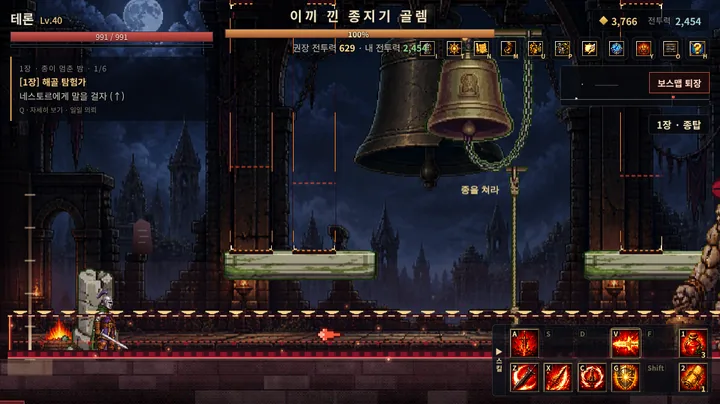 테론 Lv.40
991 / 991
1장 · 종이 멈춘 밤 · 1/6
[1장] 해골 탐험가
네스토르에게 말을 걸자 (↑)
Q · 자세히 보기 · 일일 의뢰
이끼 낀 종지기 골렘
100%
권장 전투력 629 · 내 전투력 2,454
3,766 전투력 2,454
I
N
M
U
P
Y
O
H
보스맵 퇴장
1장 · 종탑
종을 쳐라
▶스킬
A S D V F 1 3
Z X C G Shift 2 1